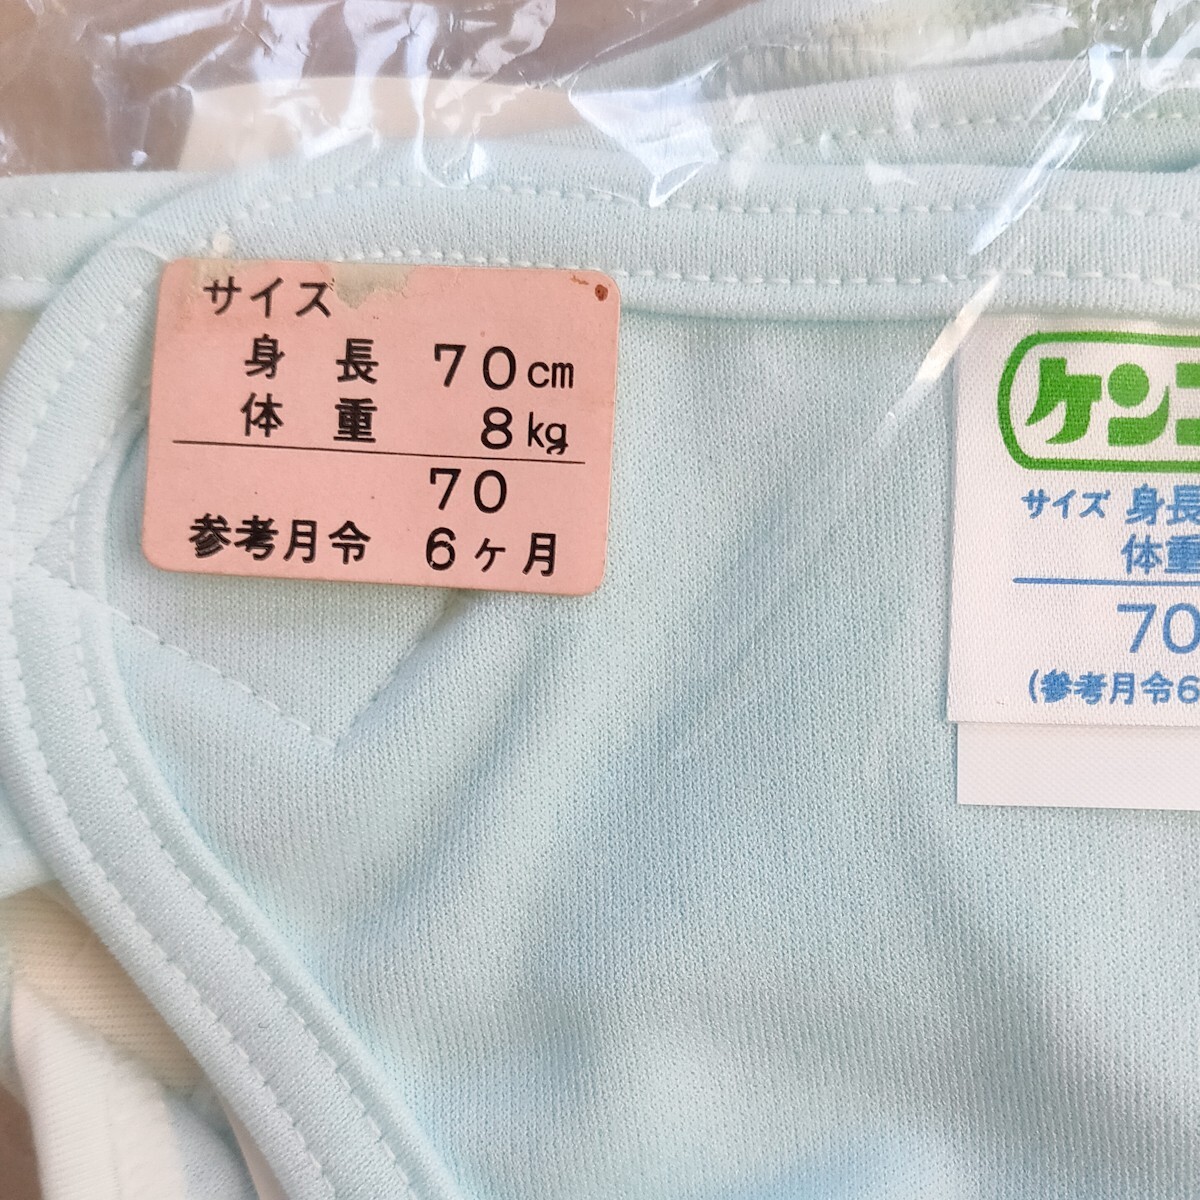 サイズ
身長 70cm
体重 8kg
70
参考月令 6ヶ月
ケンコ
サイズ 身長
体重
70
(参考月令6